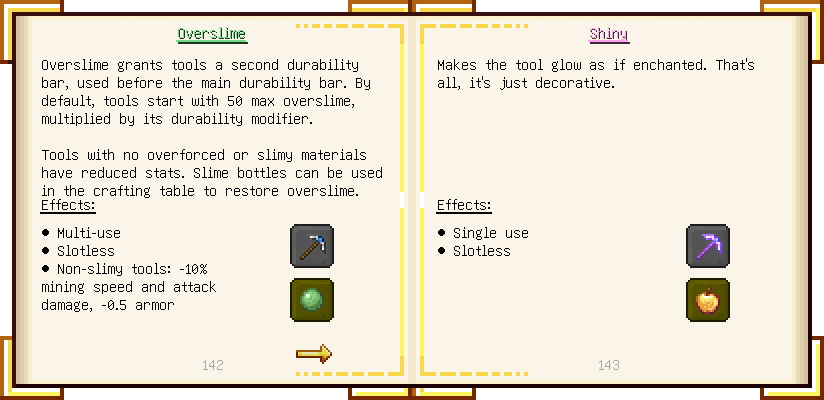 Overslime
Overslime grants tools a second durability
bar, used before the main durability bar. By
default, tools start with 50 max overslime,
multiplied by its durability modifier.
Tools with no overforced or slimy materials
have reduced stats. Slime bottles can be used
in the crafting table to restore overslime.
Effects:
● Multi-use
● Slotless
● Non-slimy tools: -10%
mining speed and attack
damage, -0.5 armor
142
Shiny
Makes the tool glow as if enchanted. That's
all, it's just decorative.
Effects:
● Single use
● Slotless
143